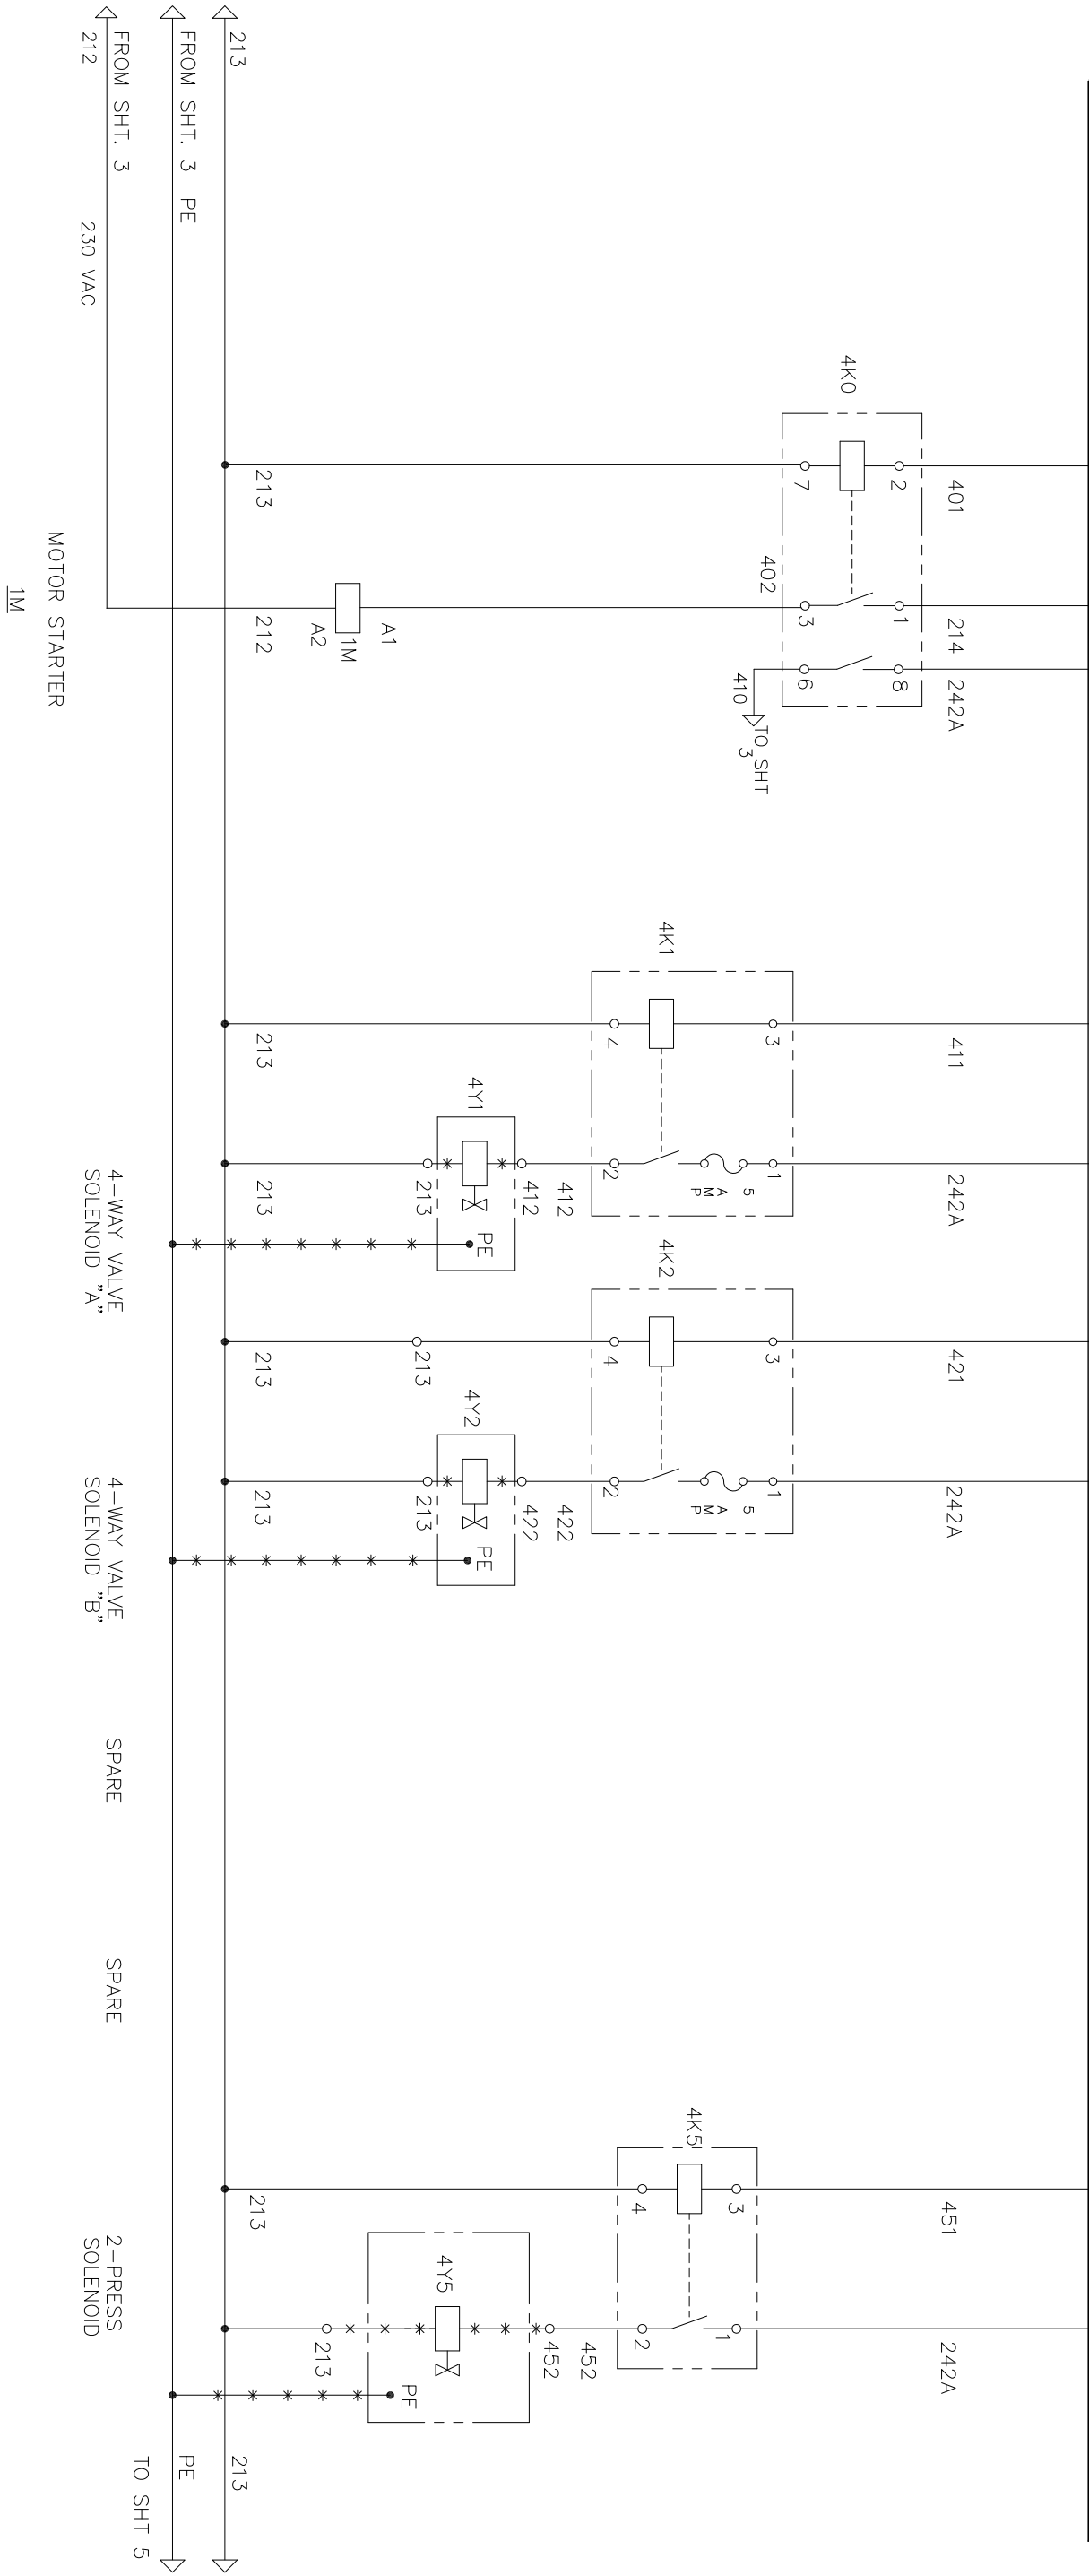 401
214
242A
411
242A
421
242A
451
242A
4K0
2
1
8
7
3
6
402
410
TO SHT
3
4K1
3
1
5
A
M
P
4
2
4K2
3
1
5
A
M
P
4
2
4K5
3
1
4
2
412
412
4Y1
PE
213
422
422
4Y2
PE
213
213
452
452
4Y5
PE
213
A1
1M
A2
213
213
212
213
213
213
213
213
213
FROM SHT. 3 PE
PE
FROM SHT. 3
212
230 VAC
TO SHT 5
MOTOR STARTER
1M
4-WAY VALVE
SOLENOID "A"
4-WAY VALVE
SOLENOID "B"
SPARE
SPARE
2-PRESS
SOLENOID